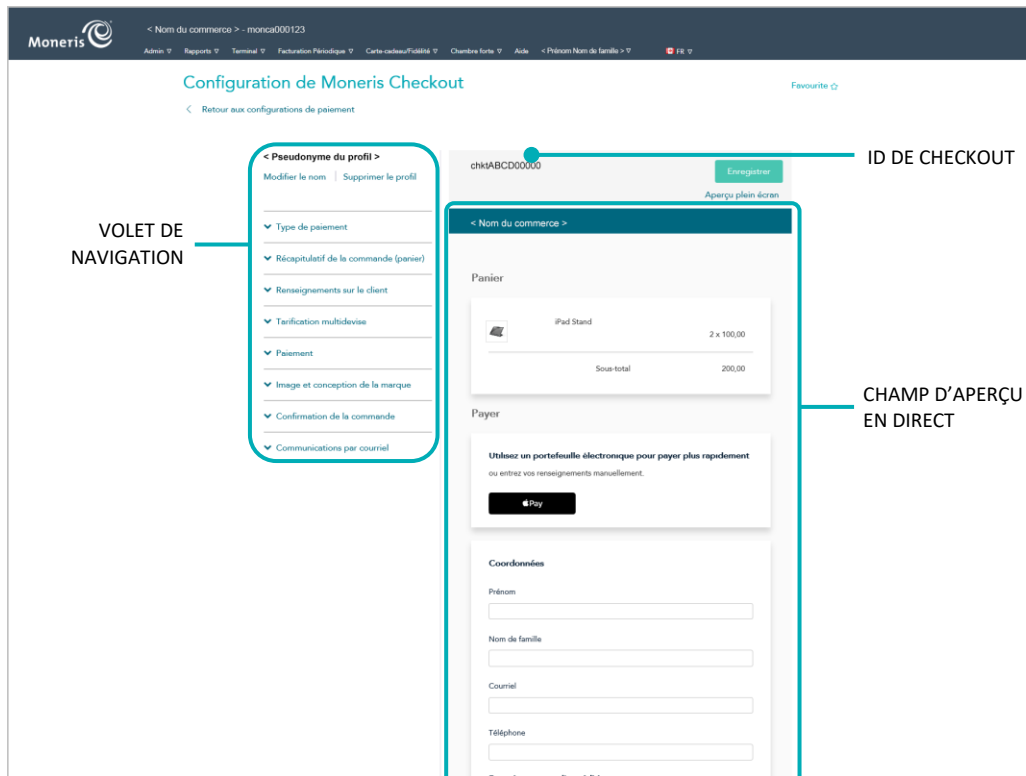 Moneris
< Nom du commerce > - monca000123
Admin Rapports Terminal Facturation Périodique Carte-cadeau/Fidélité Chambre forte Aide < Prénom Nom de famille > FR
Configuration de Moneris Checkout
Favourite
Retour aux configurations de paiement
VOLET DE
NAVIGATION
< Pseudonyme du profil >
Modifier le nom | Supprimer le profil
Type de paiement
Récapitulatif de la commande (panier)
Renseignements sur le client
Tarification multidevise
Paiement
Image et conception de la marque
Confirmation de la commande
Communications par courriel
chktABCD00000
ID DE CHECKOUT
Enregistrer
Aperçu plein écran
< Nom du commerce >
Panier
iPad Stand
2 x 100,00
Sous-total 200,00
CHAMP D’APERÇU
EN DIRECT
Payer
Utilisez un portefeuille électronique pour payer plus rapidement
ou entrez vos renseignements manuellement.
Pay
Coordonnées
Prénom
Nom de famille
Courriel
Téléphone